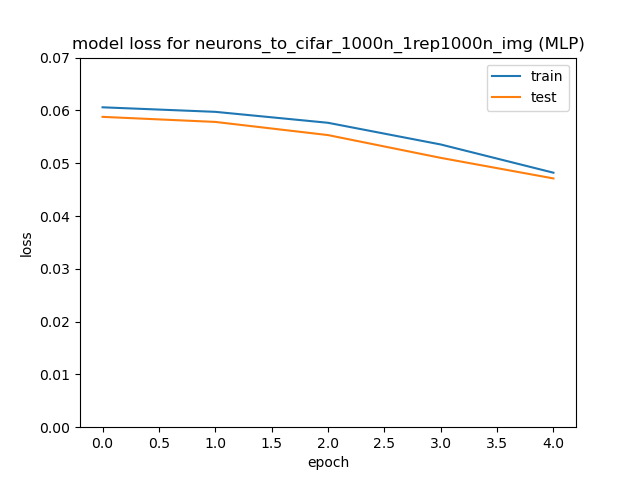 model loss for neurons_to_cifar_1000n_1rep1000n_img (MLP)
train
test
0.07
0.06
0.05
0.04
0.03
0.02
0.01
0.00
loss
0.0 0.5 1.0 1.5 2.0 2.5 3.0 3.5 4.0
epoch